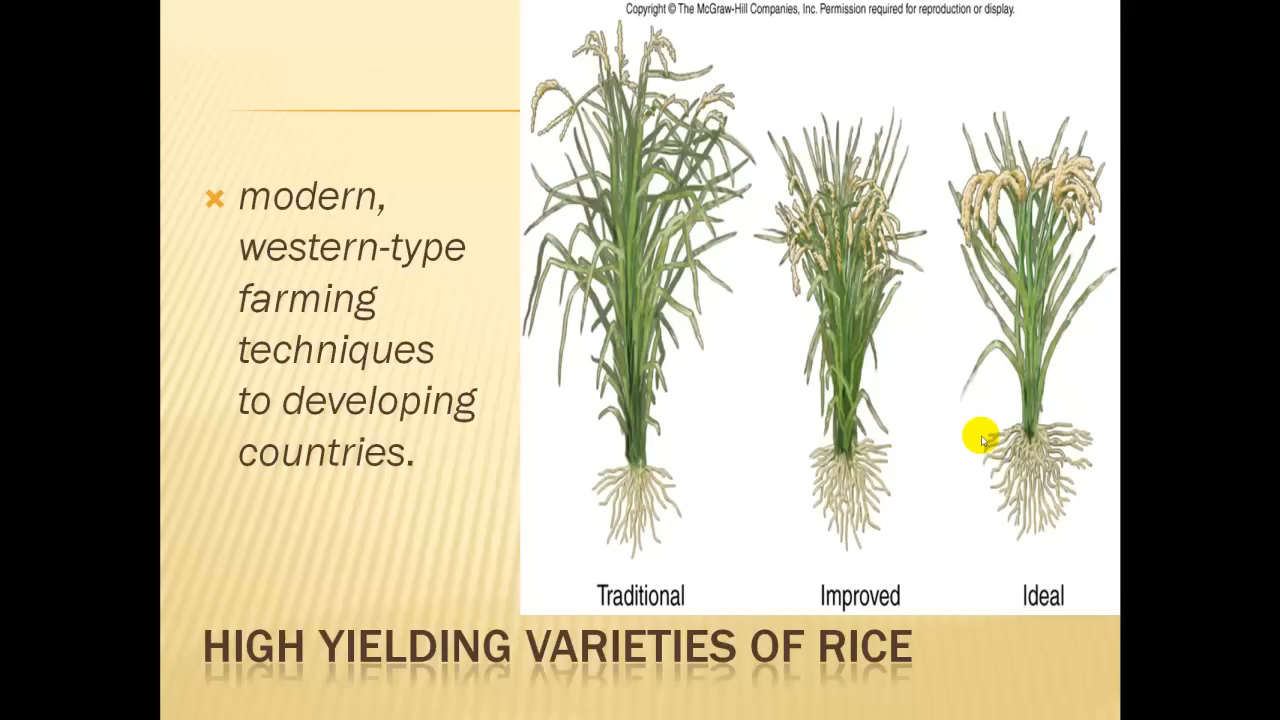 Copyright © The McGraw-Hill Companies, Inc. Permission required for reproduction or display.
modern,
western-type
farming
techniques
to developing
countries.
Traditional Improved Ideal
HIGH YIELDING VARIETIES OF RICE